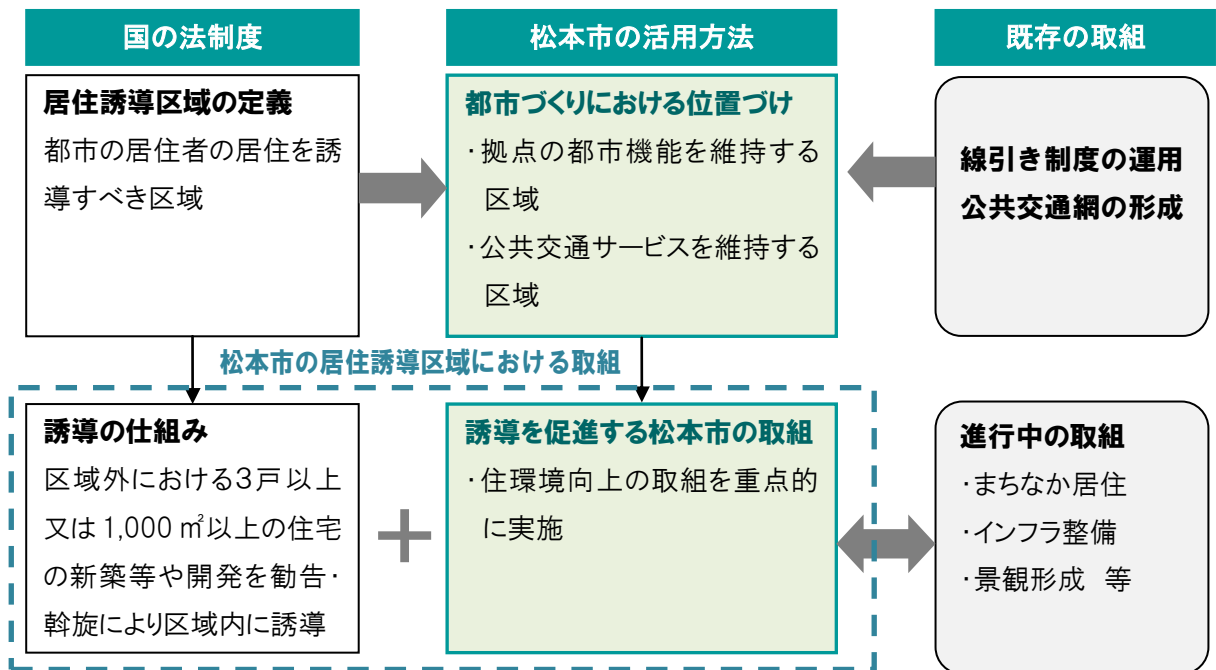 国の法制度
松本市の活用方法
既存の取組
居住誘導区域の定義
都市の居住者の居住を誘
導すべき区域
都市づくりにおける位置づけ
・拠点の都市機能を維持する
区域
・公共交通サービスを維持する
区域
線引き制度の運用
公共交通網の形成
松本市の居住誘導区域における取組
誘導の仕組み
区域外における3戸以上
又は1,000㎡以上の住宅
の新築等や開発を勧告・
斡旋により区域内に誘導
誘導を促進する松本市の取組
・住環境向上の取組を重点的
に実施
進行中の取組
・まちなか居住
・インフラ整備
・景観形成 等